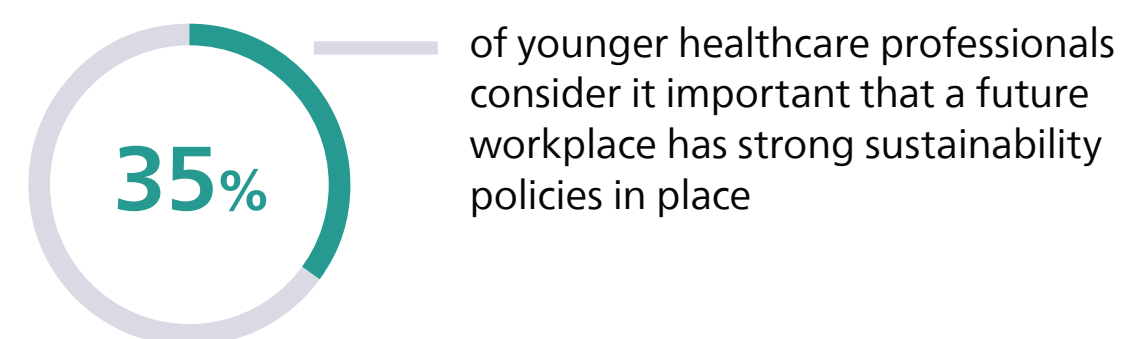 35%
of younger healthcare professionals
consider it important that a future
workplace has strong sustainability
policies in place